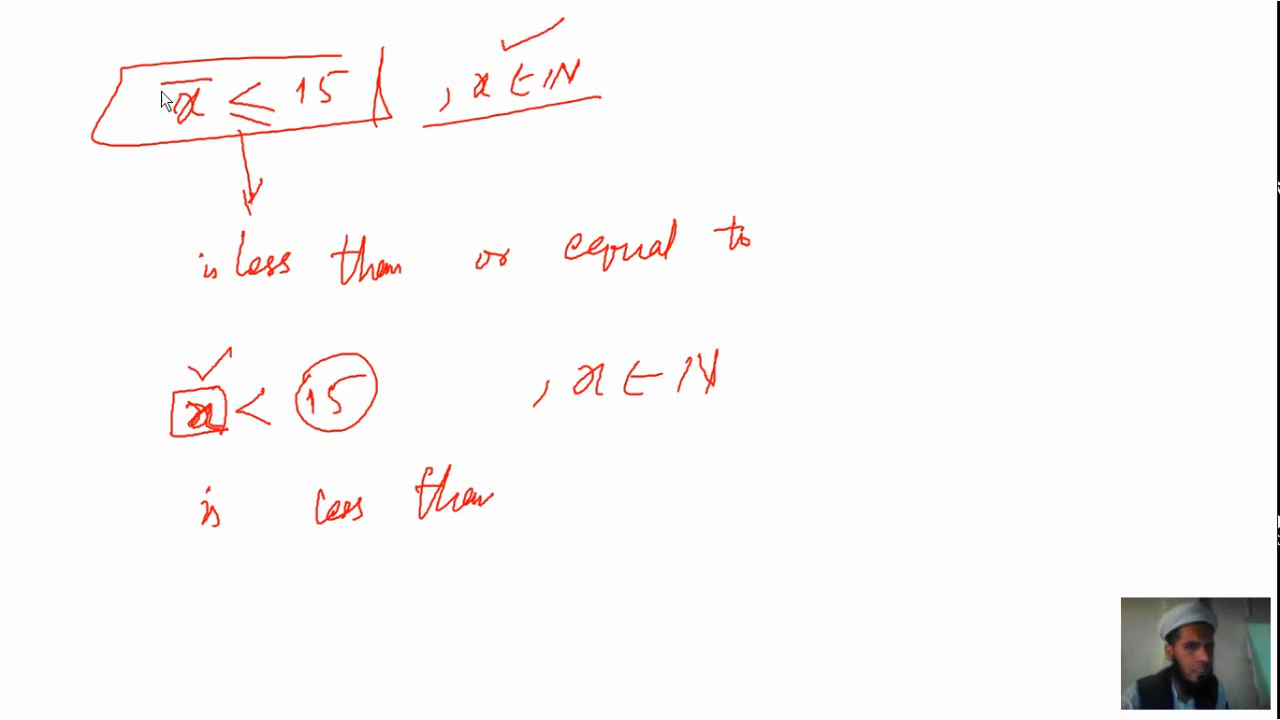 x ≤ 15 , x ∈ N
is less than or equal to
x < 15 , x ∈ N
is less than